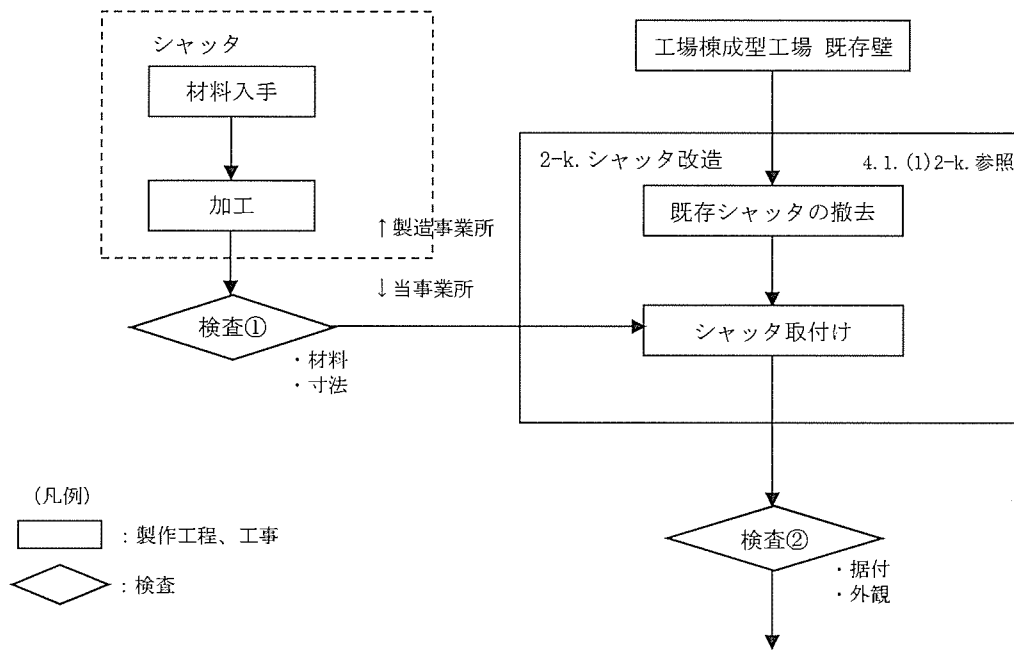 シャッタ
材料入手
加工
↑製造事業所
↓当事業所
検査①
・材料
・寸法
工場棟成型工場 既存壁
2-k.シャッタ改造
4.1.(1)2-k.参照
既存シャッタの撤去
シャッタ取付け
検査②
・据付
・外観
(凡例)
：製作工程、工事
：検査